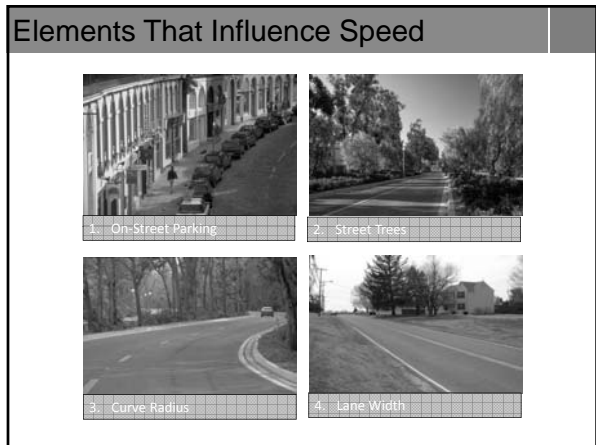 Elements That Influence Speed
1. On-Street Parking
2. Street Trees
3. Curve Radius
4. Lane Width